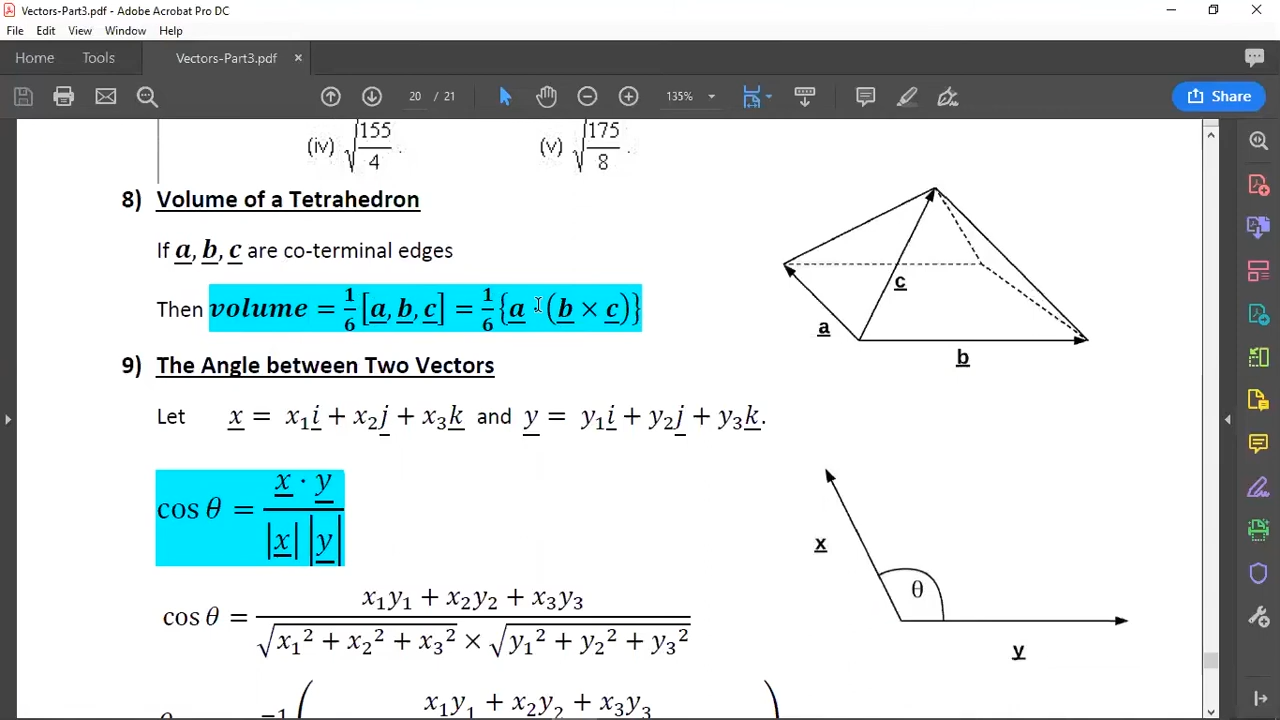 Vectors-Part3.pdf - Adobe Acrobat Pro DC
File Edit View Window Help
Home Tools Vectors-Part3.pdf ×
20 / 21 135% Share
(iv) √(155/4) . (v) √(175/8) .
8) Volume of a Tetrahedron
If a, b, c are co-terminal edges
Then volume = 1/6 [a, b, c] = 1/6 {a · (b × c)}
c
a
b
9) The Angle between Two Vectors
Let x = x₁i + x₂j + x₃k and y = y₁i + y₂j + y₃k.
cos θ = x · y / |x| |y|
x
θ
y
cos θ = x₁y₁ + x₂y₂ + x₃y₃ / √(x₁² + x₂² + x₃²) × √(y₁² + y₂² + y₃²)
x₁y₁ + x₂y₂ + x₃y₃